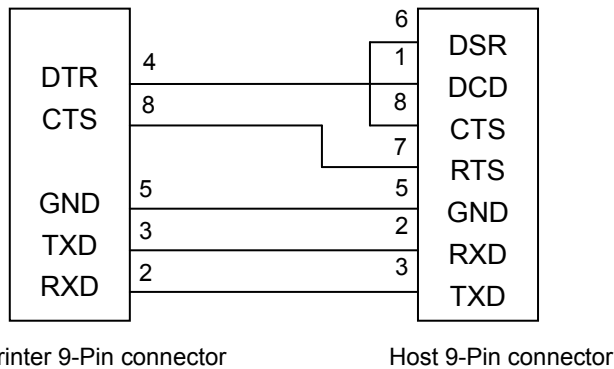 DTR
CTS
GND
TXD
RXD
4
8
5
3
2
6
1
8
7
5
2
3
DSR
DCD
CTS
RTS
GND
RXD
TXD
rinter 9-Pin connector
Host 9-Pin connector